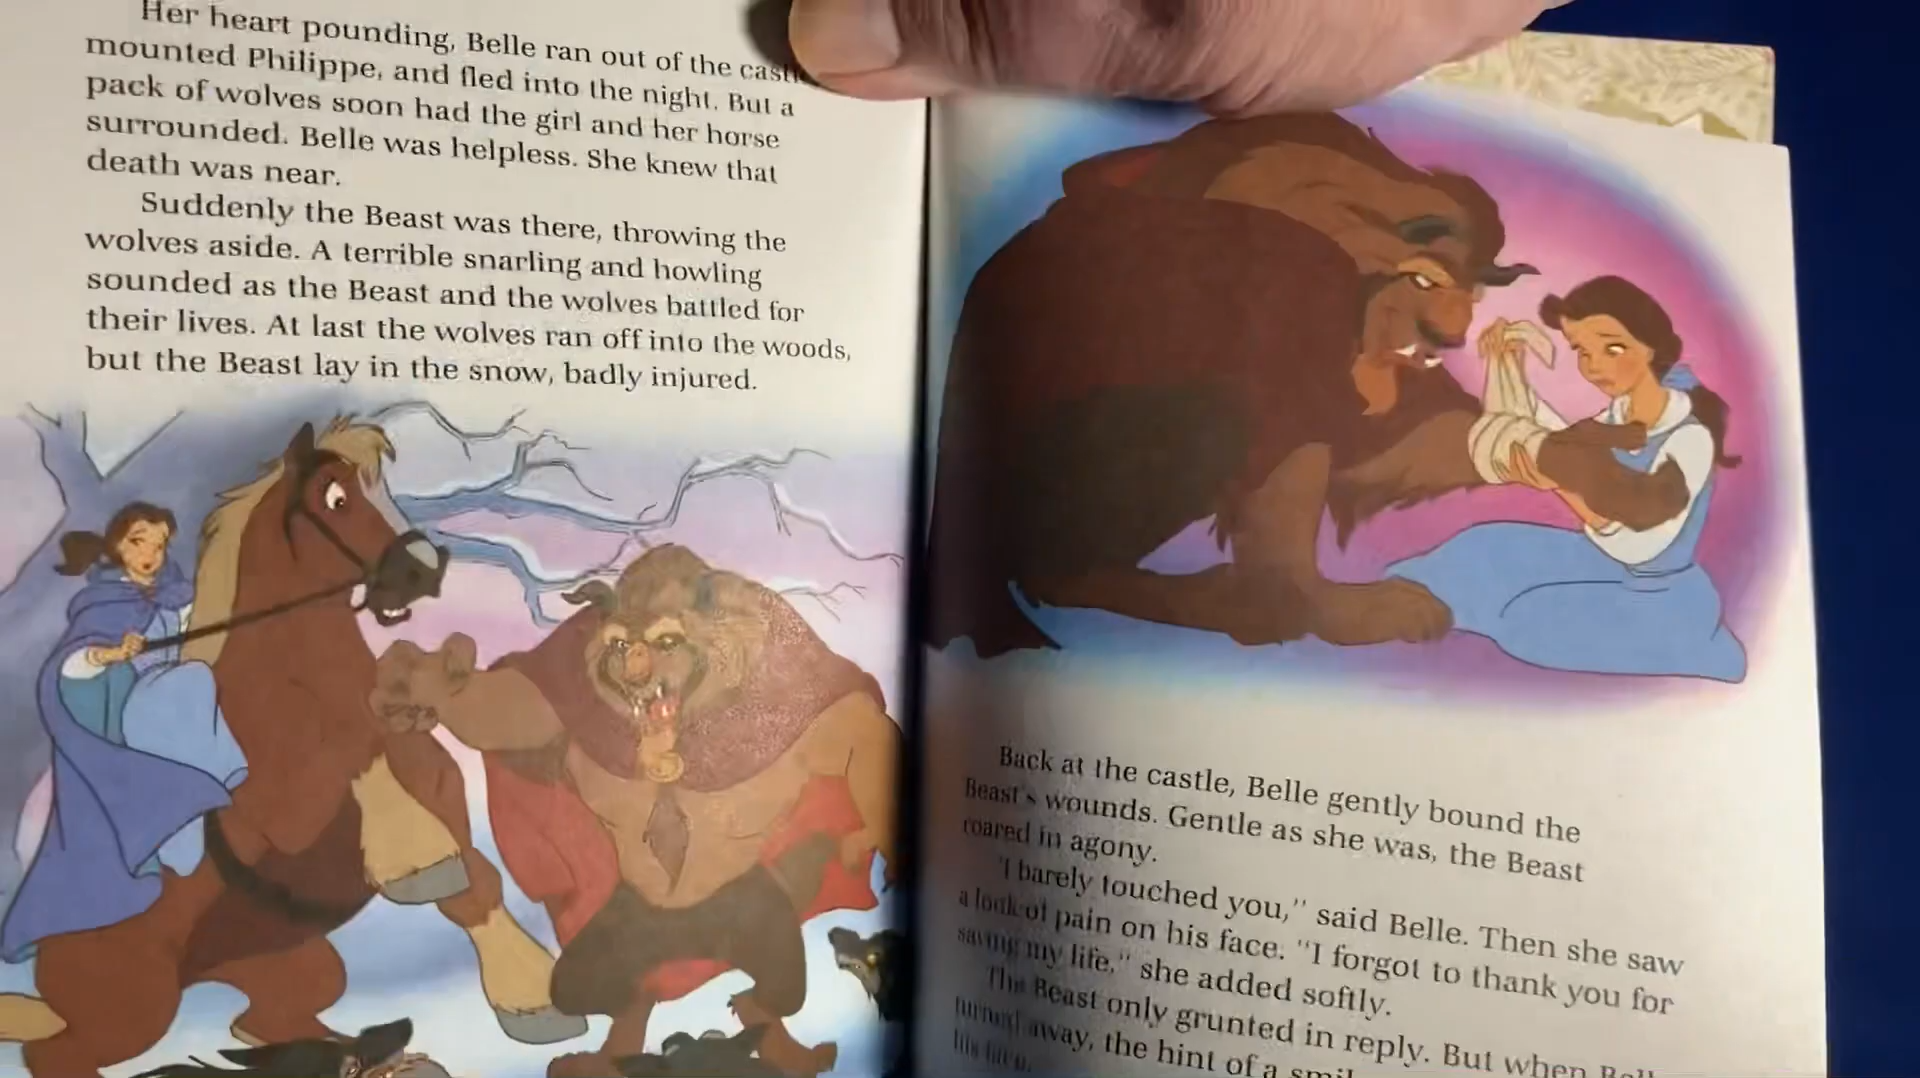 Her heart pounding, Belle ran out of the
mounted Philippe, and fled into the night. But a
pack of wolves soon had the girl and her horse
surrounded. Belle was helpless. She knew that
death was near.
Suddenly the Beast was there, throwing the
wolves aside. A terrible snarling and howling
sounded as the Beast and the wolves battled for
their lives. At last the wolves ran off into the woods,
but the Beast lay in the snow, badly injured.
Back at the castle, Belle gently bound the
Beast's wounds. Gentle as she was, the Beast
roared in agony.
"I barely touched you," said Belle. Then she saw
a look of pain on his face. "I forgot to thank you for
saving my life," she added softly.
The Beast only grunted in reply. But when
turned away, the hint of a
his face.